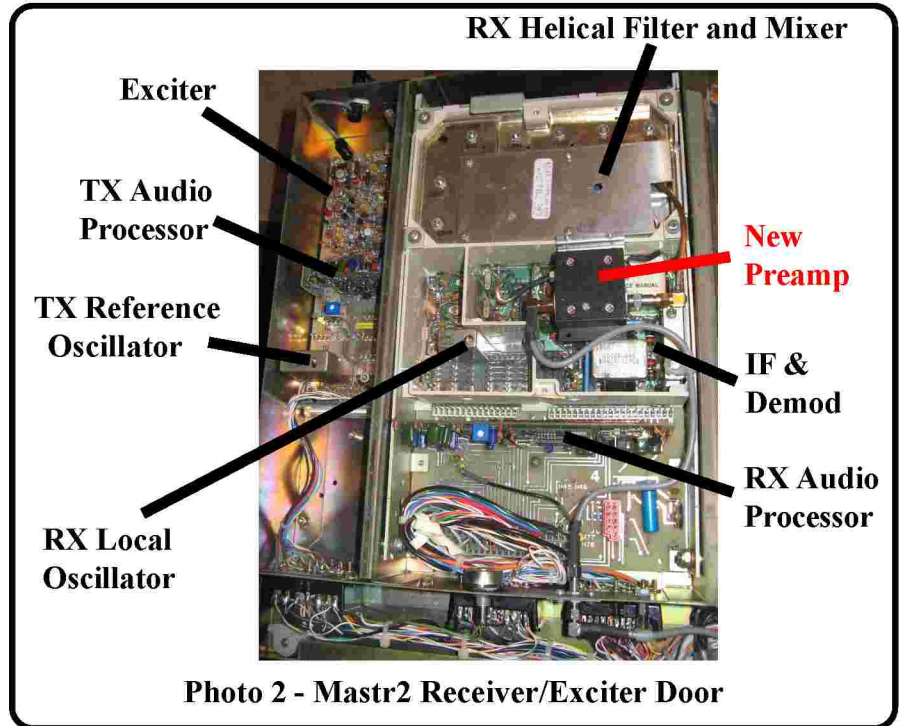 RX Helical Filter and Mixer
Exciter
TX Audio
Processor
New
Preamp
TX Reference
Oscillator
IF &
Demod
RX Audio
Processor
RX Local
Oscillator
Photo 2 - Mastr2 Receiver/Exciter Door